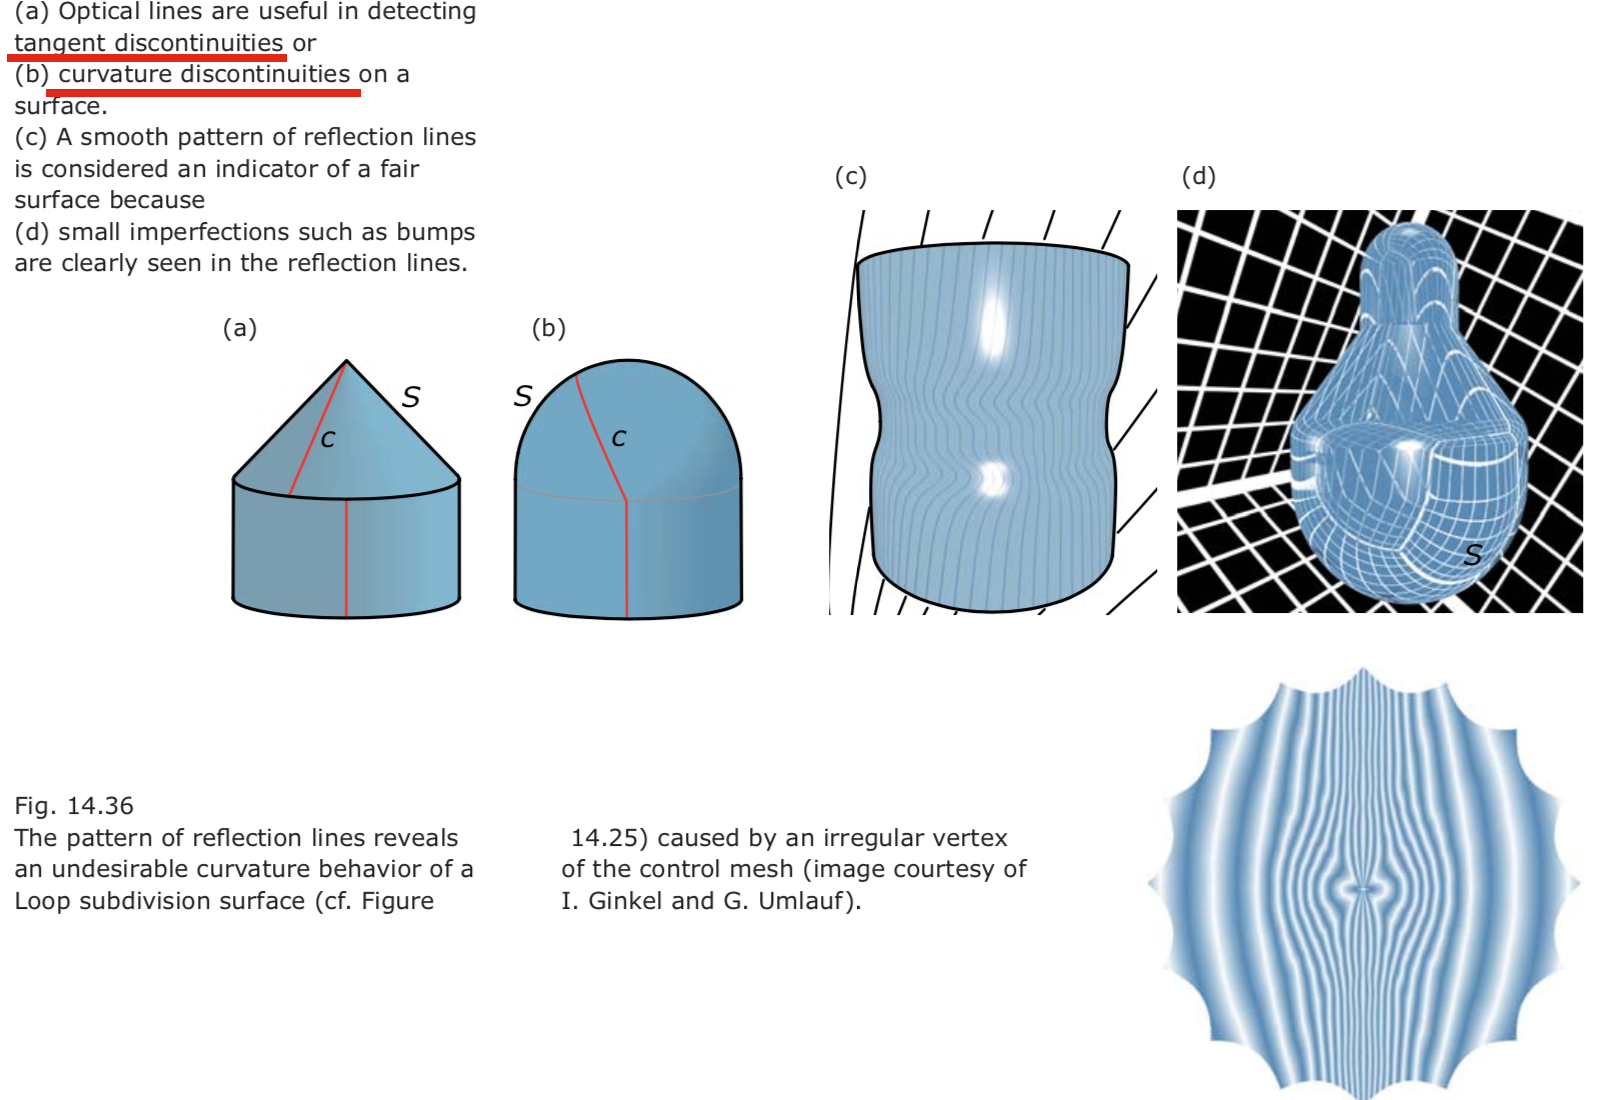 (a) Optical lines are useful in detecting
tangent discontinuities or
(b) curvature discontinuities on a
surface.
(c) A smooth pattern of reflection lines
is considered an indicator of a fair
surface because
(d) small imperfections such as bumps
are clearly seen in the reflection lines.
(a)
(b)
(c)
(d)
S
c
S
c
S
Fig. 14.36
The pattern of reflection lines reveals
an undesirable curvature behavior of a
Loop subdivision surface (cf. Figure
14.25) caused by an irregular vertex
of the control mesh (image courtesy of
I. Ginkel and G. Umlauf).